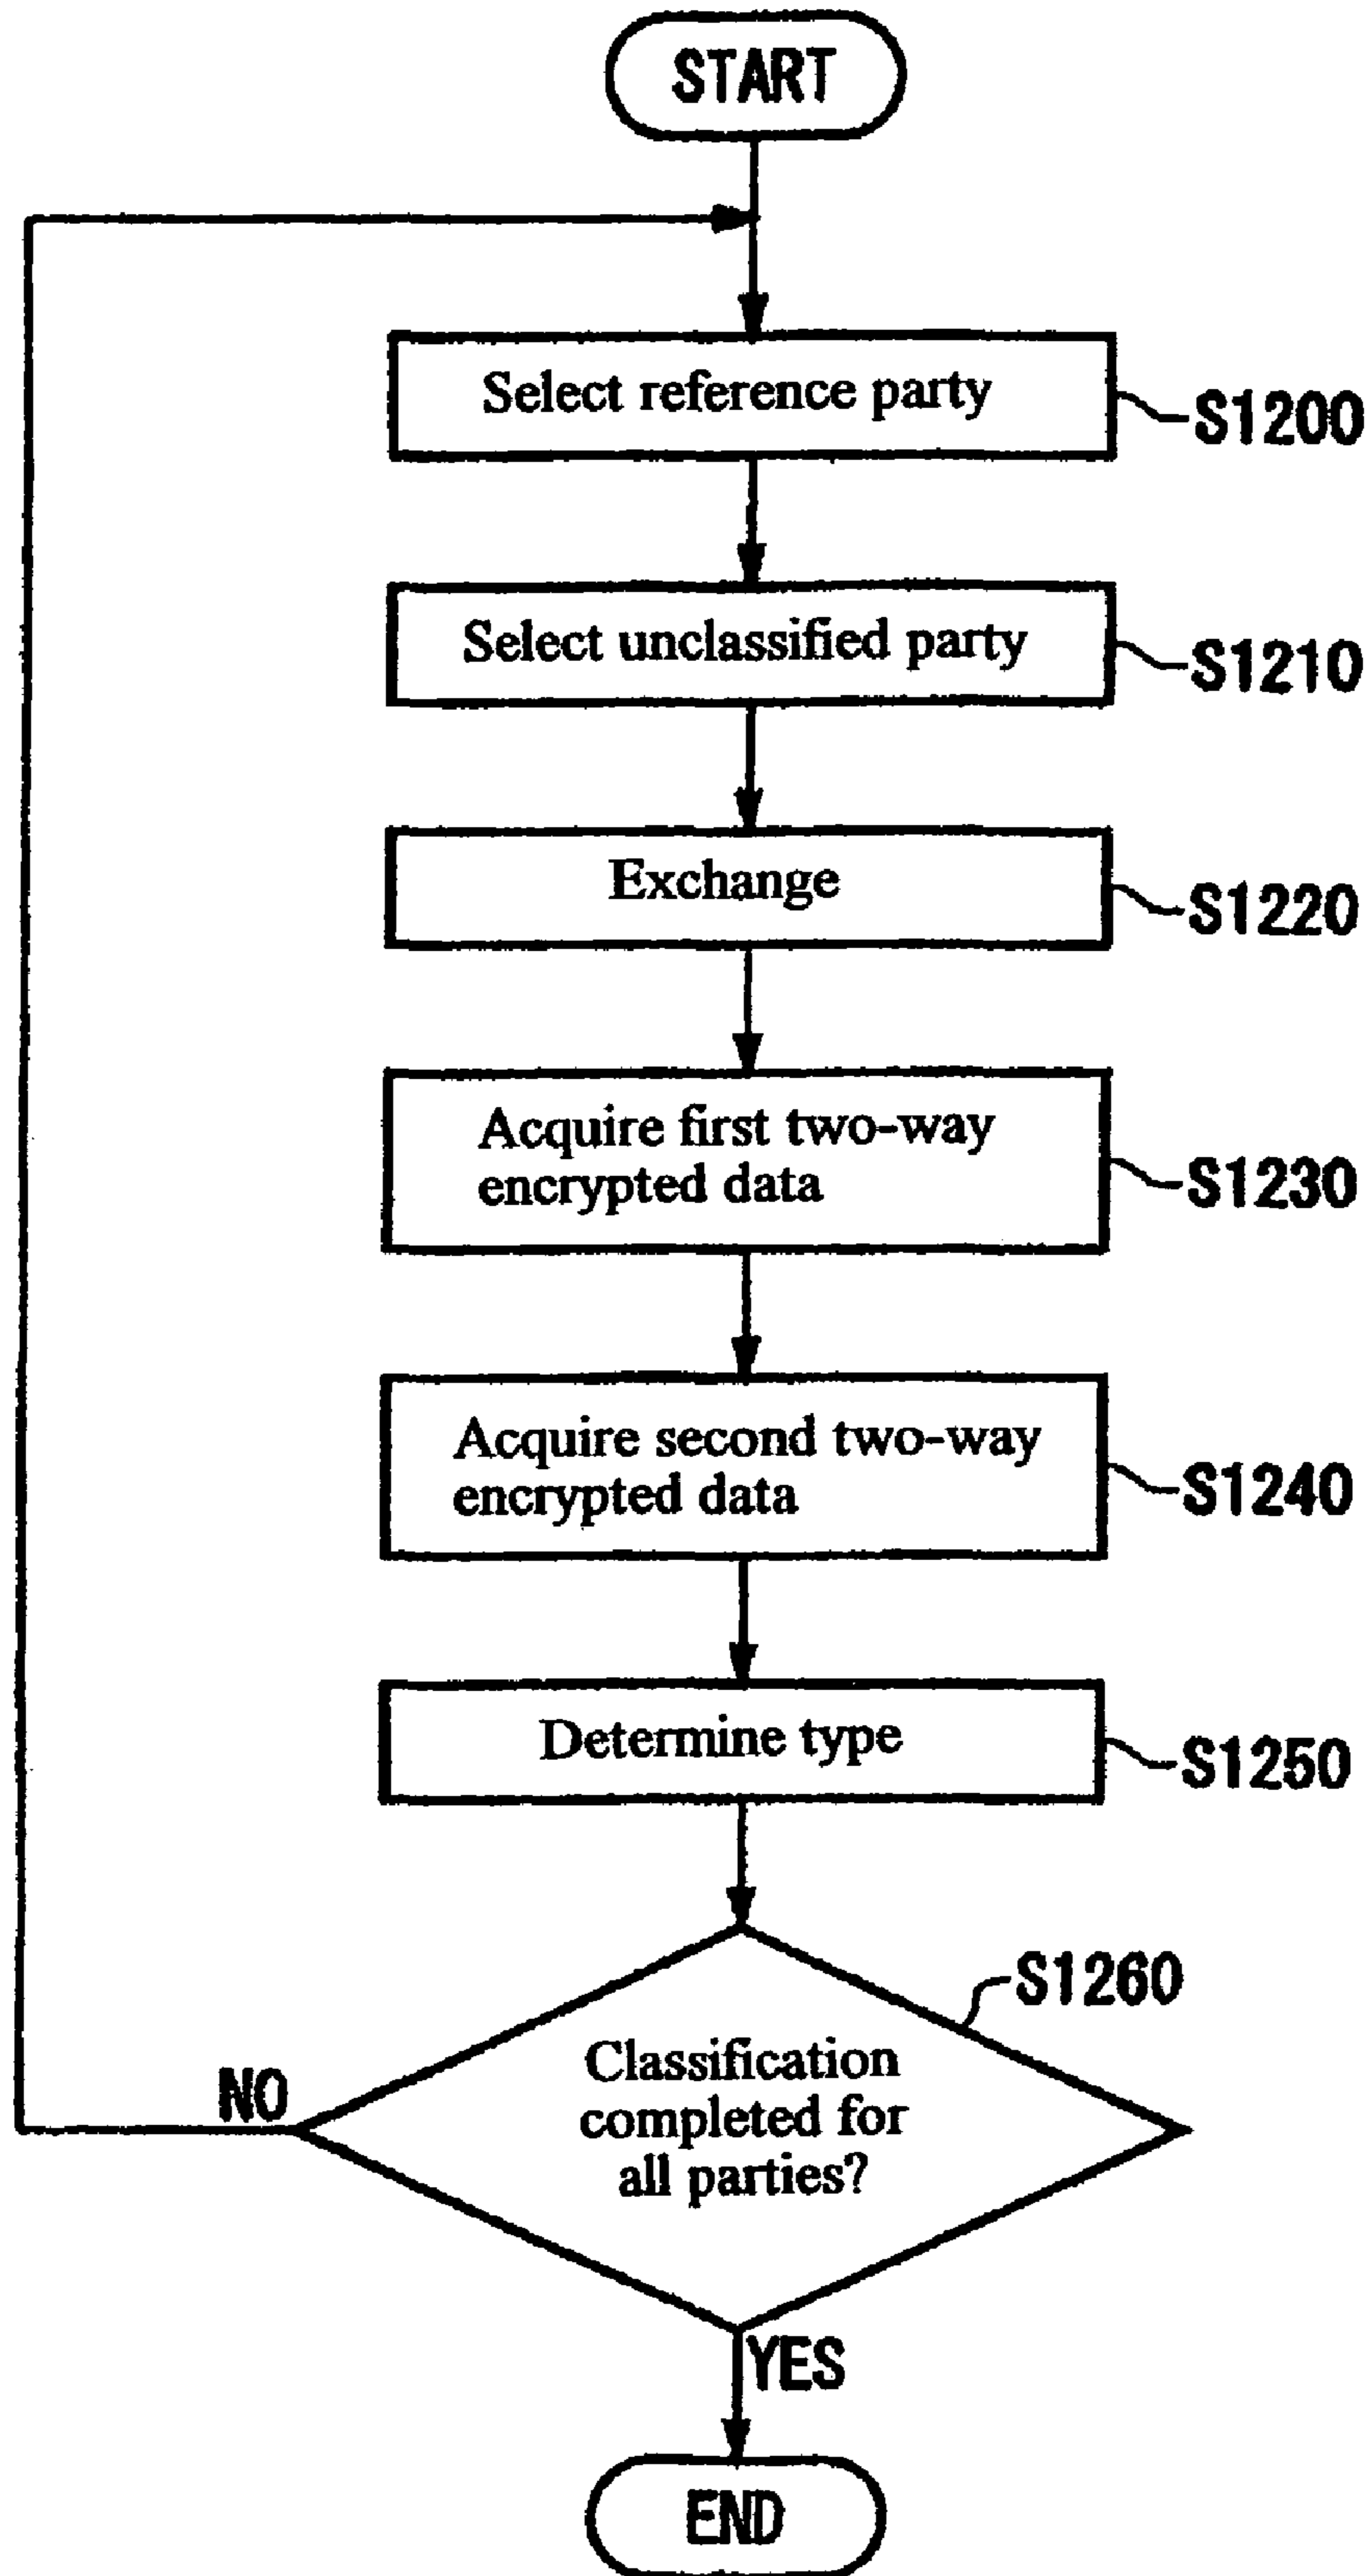 START
Select reference party
S1200
Select unclassified party
S1210
Exchange
S1220
Acquire first two-way
encrypted data
S1230
Acquire second two-way
encrypted data
S1240
Determine type
S1250
S1260
Classification
completed for
all parties?
NO
YES
END